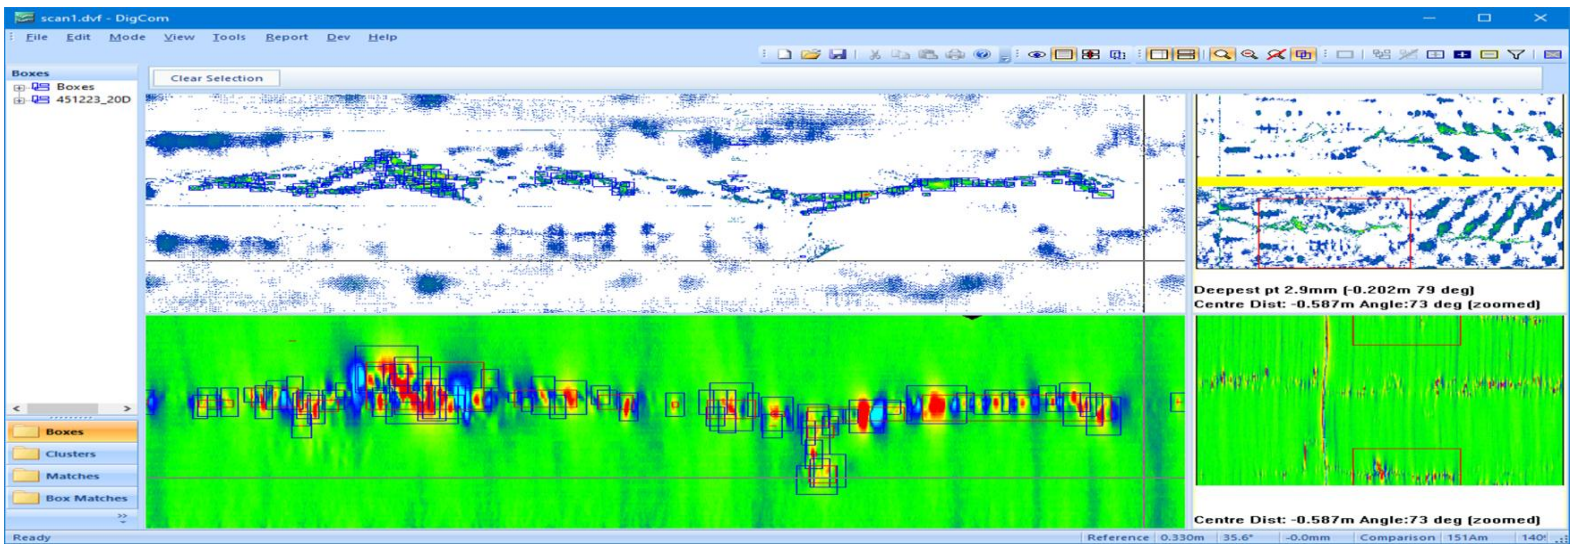 scan1.dvf - DigCom
File Edit Mode View Tools Report Dev Help
Boxes
Clear Selection
Boxes
451223_20D
Deepest pt 2.9mm (-0.202m 79 deg)
Centre Dist: -0.587m Angle:73 deg (zoomed)
Boxes
Clusters
Matches
Box Matches
Centre Dist: -0.587m Angle:73 deg (zoomed)
Ready
Reference 0.330m 35.6° -0.0mm Comparison 151Am